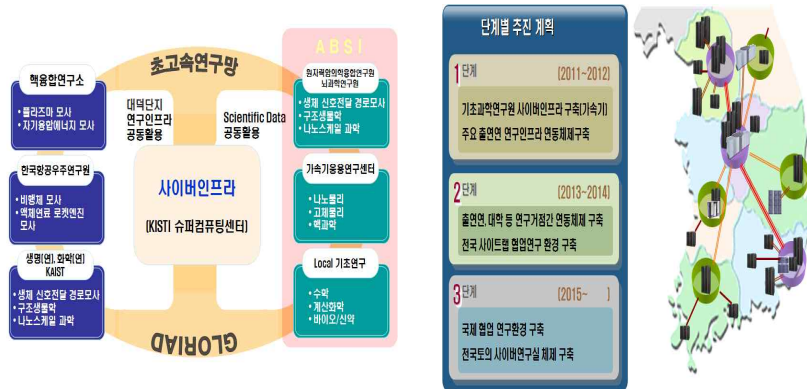 초고속연구망
핵융합연구소
• 플라즈마 모사
• 자기융합에너지 모사
한국항공우주연구원
• 비행체 모사
• 액체연료 로켓엔진
모사
생명(연), 화학(연)
KAIST
• 생체 신호전달 경로모사
• 구조생물학
• 나노스케일 과학
대덕단지
연구인프라
공동활용
Scientific Data
공동활용
사이버인프라
(KISTI 슈퍼컴퓨팅센터)
GLORIAD
ABSI
원자력암의학융합연구원
뇌과학연구원
• 생체 신호전달 경로모사
• 구조생물학
• 나노스케일 과학
가속기응용연구센터
• 나노물리
• 고체물리
• 핵과학
Local 기초연구
• 수학
• 계산화학
• 바이오/신약
단계별 추진 계획
1 단계 (2011~2012)
기초과학연구원 사이버인프라 구축(가속기)
주요 출연연 연구인프라 연동체제구축
2 단계 (2013~2014)
출연연, 대학 등 연구거점간 연동체제 구축
전국 사이트랩 협업연구 환경 구축
3 단계 (2015~ )
국제 협업 연구환경 구축
전국토의 사이버연구실 체제 구축